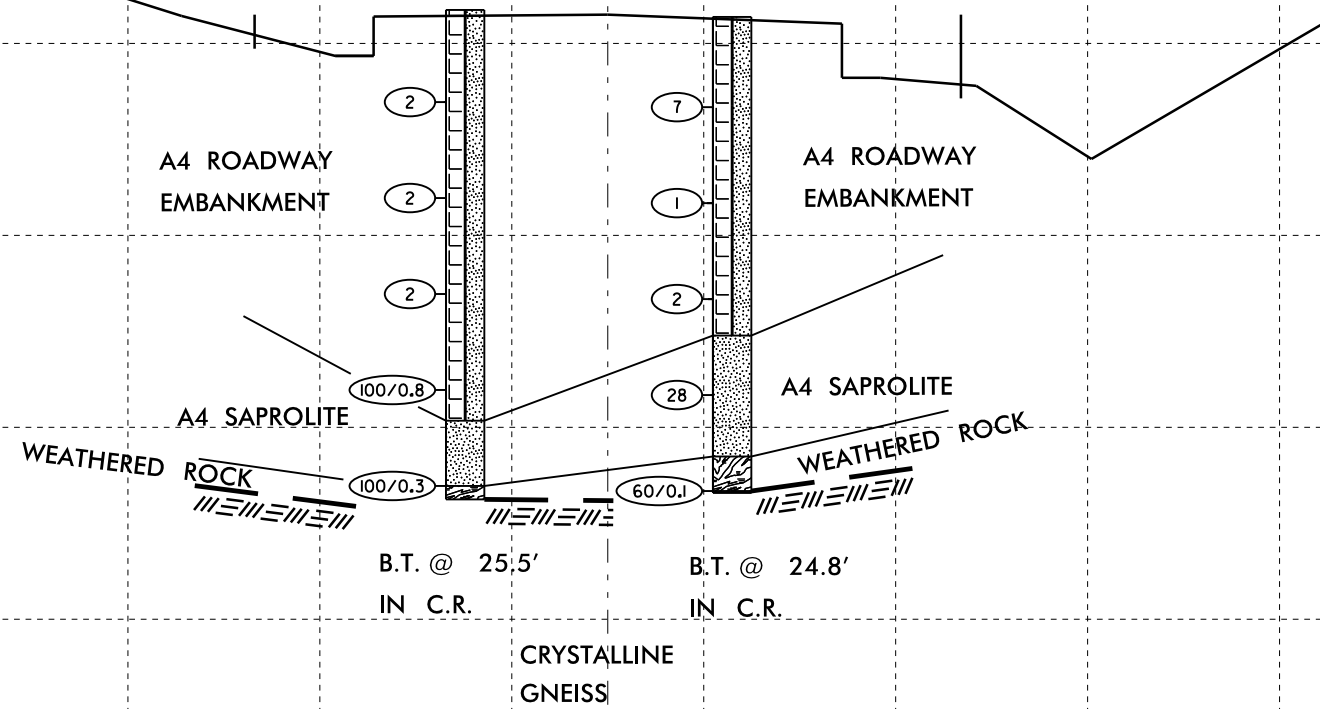 2
7
A4 ROADWAY
EMBANKMENT
A4 ROADWAY
EMBANKMENT
2
1
2
2
100/0.8
28
A4 SAPROLITE
A4 SAPROLITE
WEATHERED ROCK
WEATHERED ROCK
100/0.3
60/0.1
B.T. @ 25.5'
IN C.R.
B.T. @ 24.8'
IN C.R.
CRYSTALLINE
GNEISS